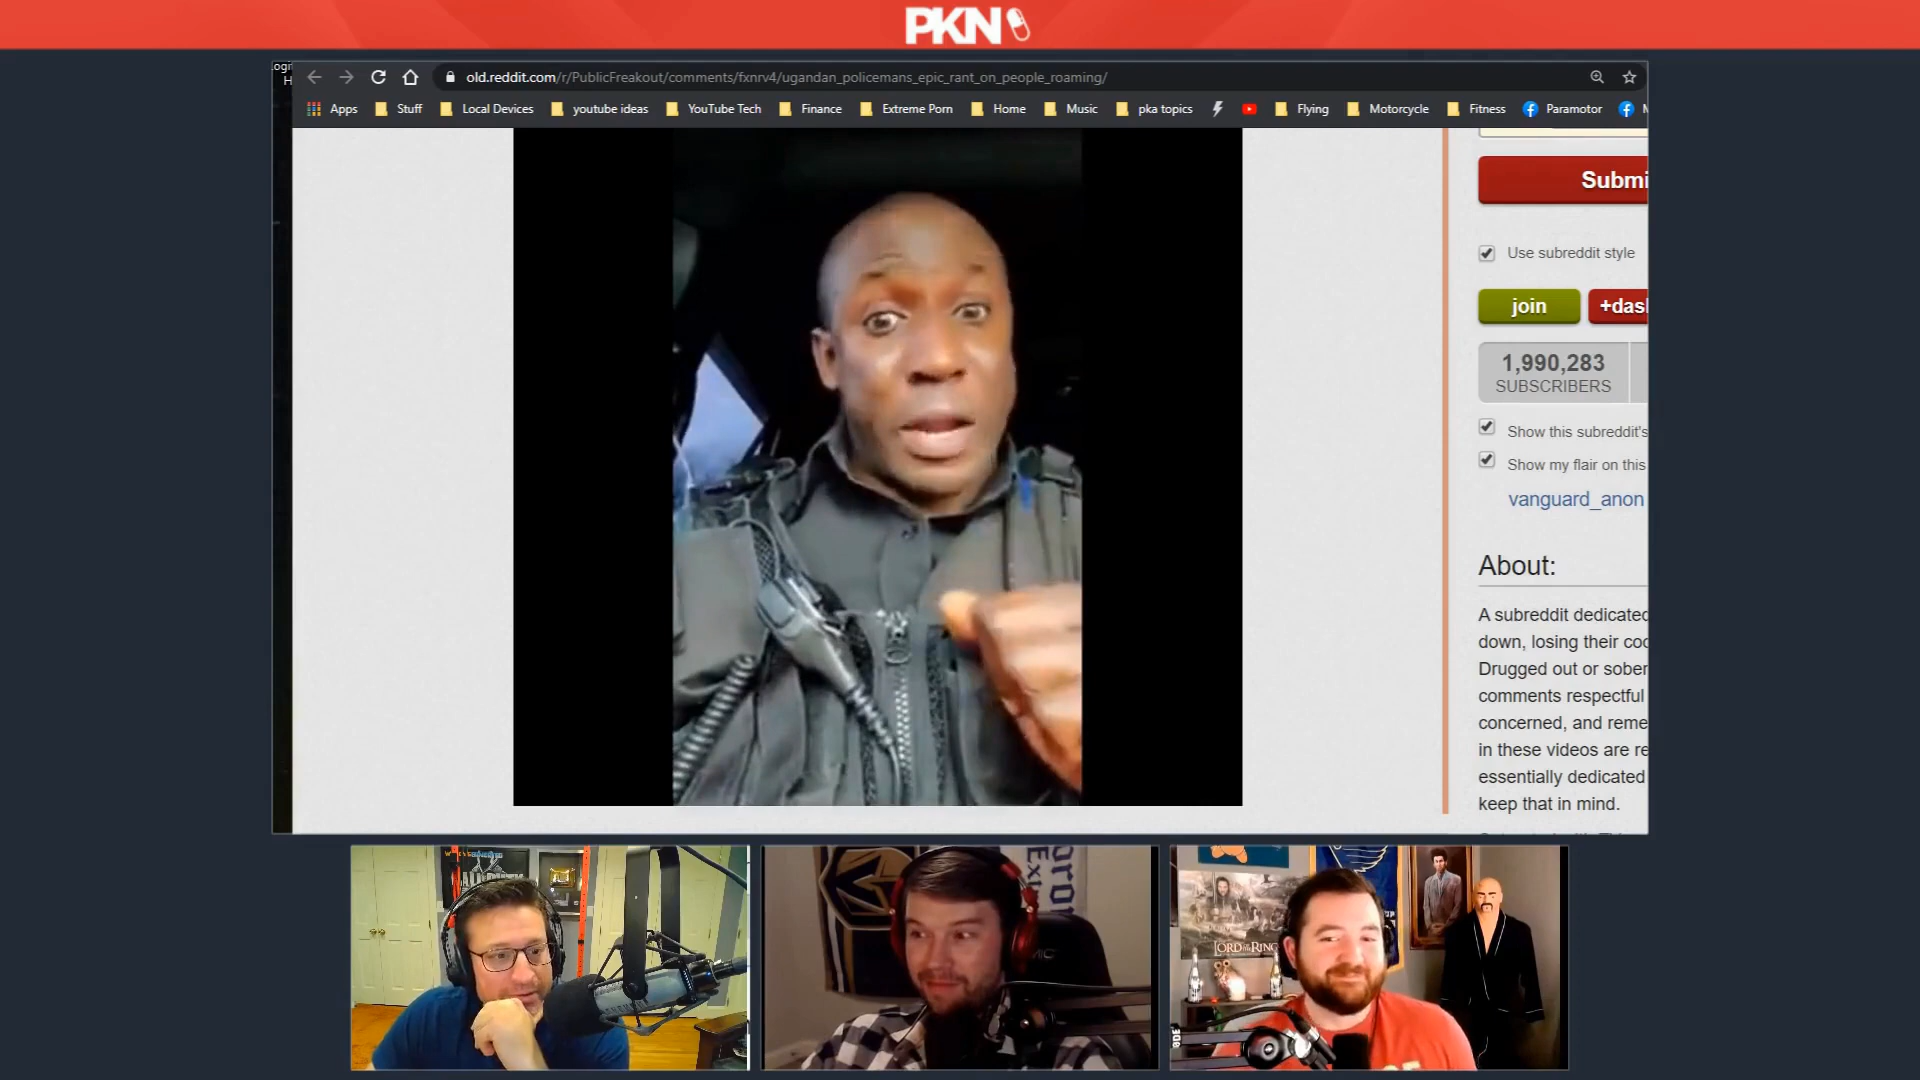 PKN
old.reddit.com/r/PublicFreakout/comments/fxnrv4/ugandan_policemans_epic_rant_on_people_roaming/
Apps Stuff Local Devices youtube ideas YouTube Tech Finance Extreme Porn Home Music pka topics Flying Motorcycle Fitness Paramotor
Submi
Use subreddit style
join +das
1,990,283
SUBSCRIBERS
Show this subreddit's
Show my flair on this
vanguard_anon
About:
A subreddit dedicated
down, losing their coo
Drugged out or sober
comments respectful
concerned, and reme
in these videos are re
essentially dedicated
keep that in mind.
LORD OF THE RING